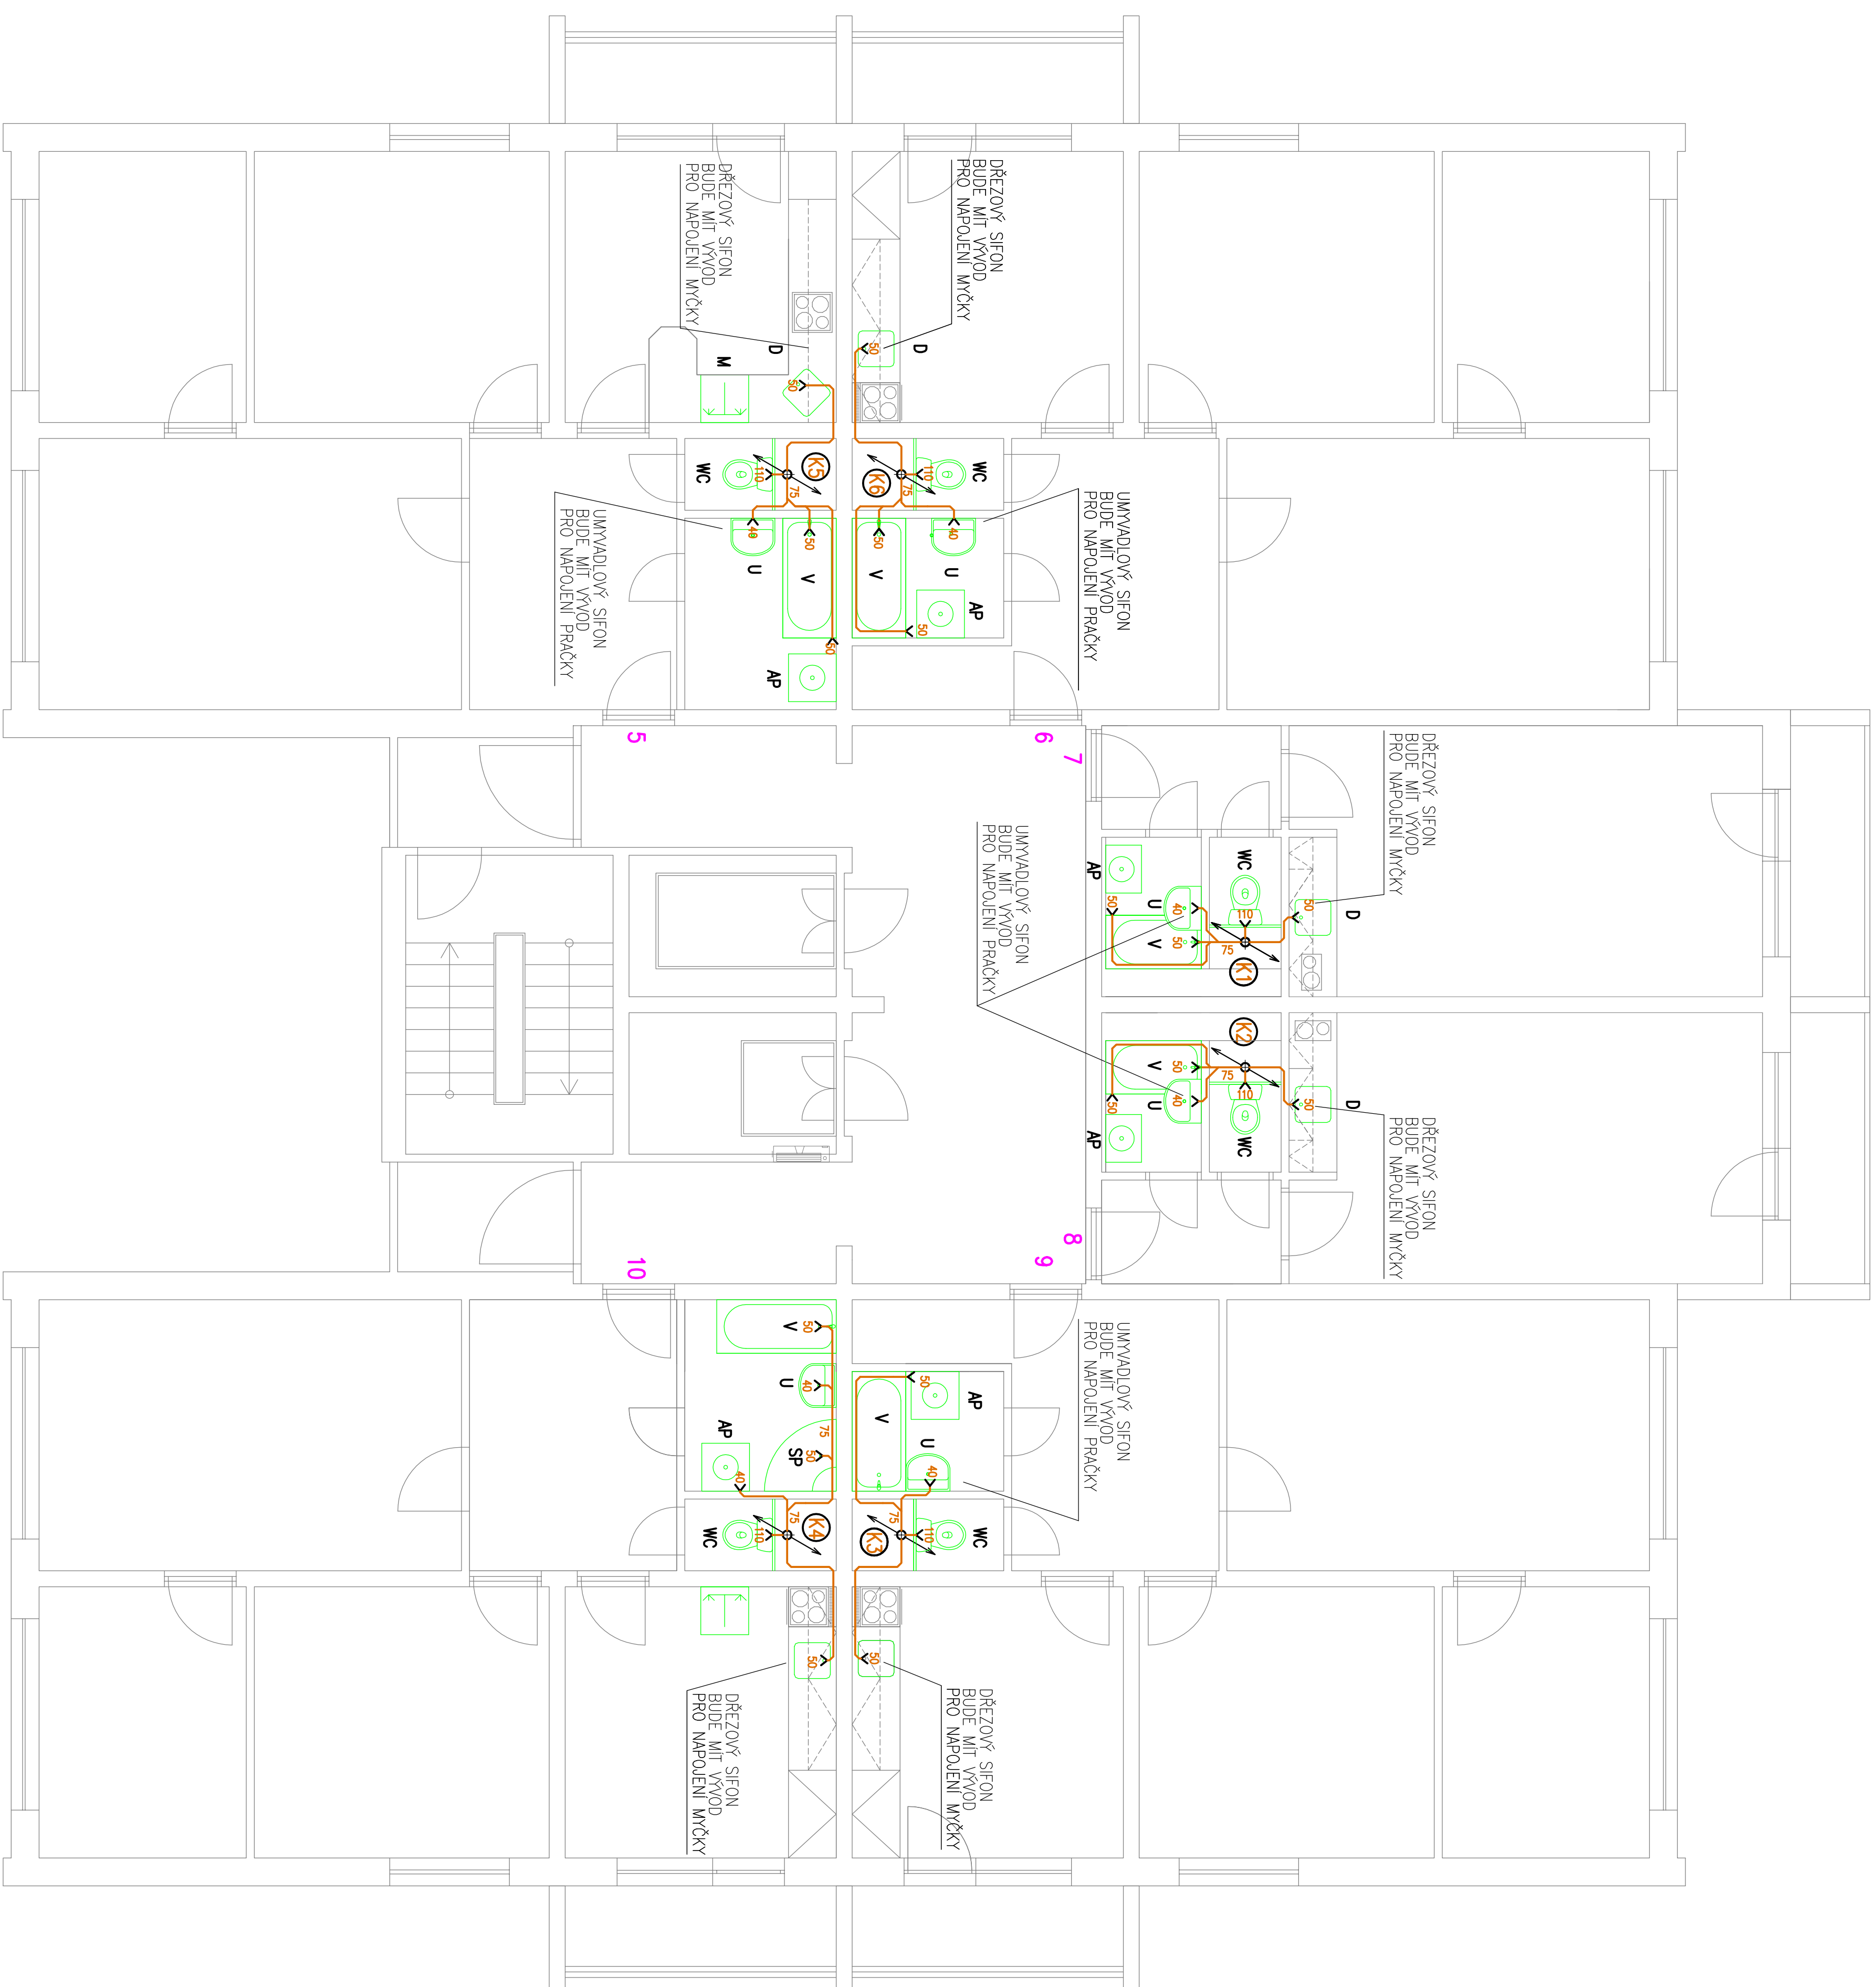 DŘEZOVÝ SIFON
BUDE MÍT VÝVOD
PRO NAPOJENÍ MYČKY
DŘEZOVÝ SIFON
BUDE MÍT VÝVOD
PRO NAPOJENÍ MYČKY
D
50
D
M
50
WC
110
K5
75
K6
110
75
WC
UMYVADLOVÝ SIFON
BUDE MÍT VÝVOD
PRO NAPOJENÍ PRAČKY
UMYVADLOVÝ SIFON
BUDE MÍT VÝVOD
PRO NAPOJENÍ PRAČKY
40
50
50
40
U
V
V
U
AP
50
50
AP
5
6
7
DŘEZOVÝ SIFON
BUDE MÍT VÝVOD
PRO NAPOJENÍ MYČKY
UMYVADLOVÝ SIFON
BUDE MÍT VÝVOD
PRO NAPOJENÍ PRAČKY
AP
WC
50
U
40
110
50
D
V
50
75
K1
K2
V
50
75
50
U
40
110
50
D
AP
WC
DŘEZOVÝ SIFON
BUDE MÍT VÝVOD
PRO NAPOJENÍ MYČKY
8
9
10
UMYVADLOVÝ SIFON
BUDE MÍT VÝVOD
PRO NAPOJENÍ PRAČKY
V
50
U
40
75
AP
SP
50
40
50
AP
V
U
40
WC
110
75
K4
75
K3
110
WC
50
50
DŘEZOVÝ SIFON
BUDE MÍT VÝVOD
PRO NAPOJENÍ MYČKY
DŘEZOVÝ SIFON
BUDE MÍT VÝVOD
PRO NAPOJENÍ MYČKY